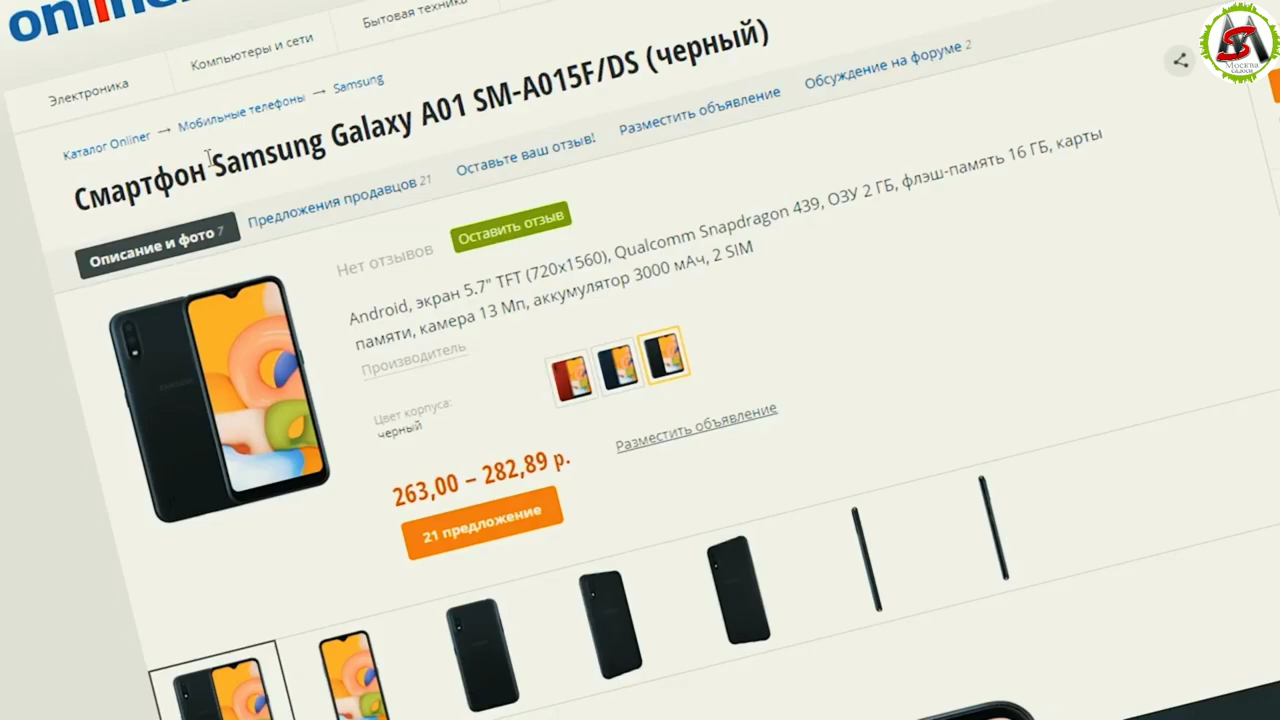 onliner
Электроника
Компьютеры и сети
Бытовая техника
Каталог Onliner → Мобильные телефоны → Samsung
Смартфон Samsung Galaxy A01 SM-A015F/DS (черный)
Описание и фото 7
Предложения продавцов 21
Оставьте ваш отзыв!
Разместить объявление
Обсуждение на форуме 2
Нет отзывов
Оставить отзыв
Android, экран 5.7" TFT (720x1560), Qualcomm Snapdragon 439, ОЗУ 2 ГБ, флэш-память 16 ГБ, карты
памяти, камера 13 Мп, аккумулятор 3000 мАч, 2 SIM
Производитель
Цвет корпуса:
черный
263,00 – 282,89 р.
Разместить объявление
21 предложение
Москва